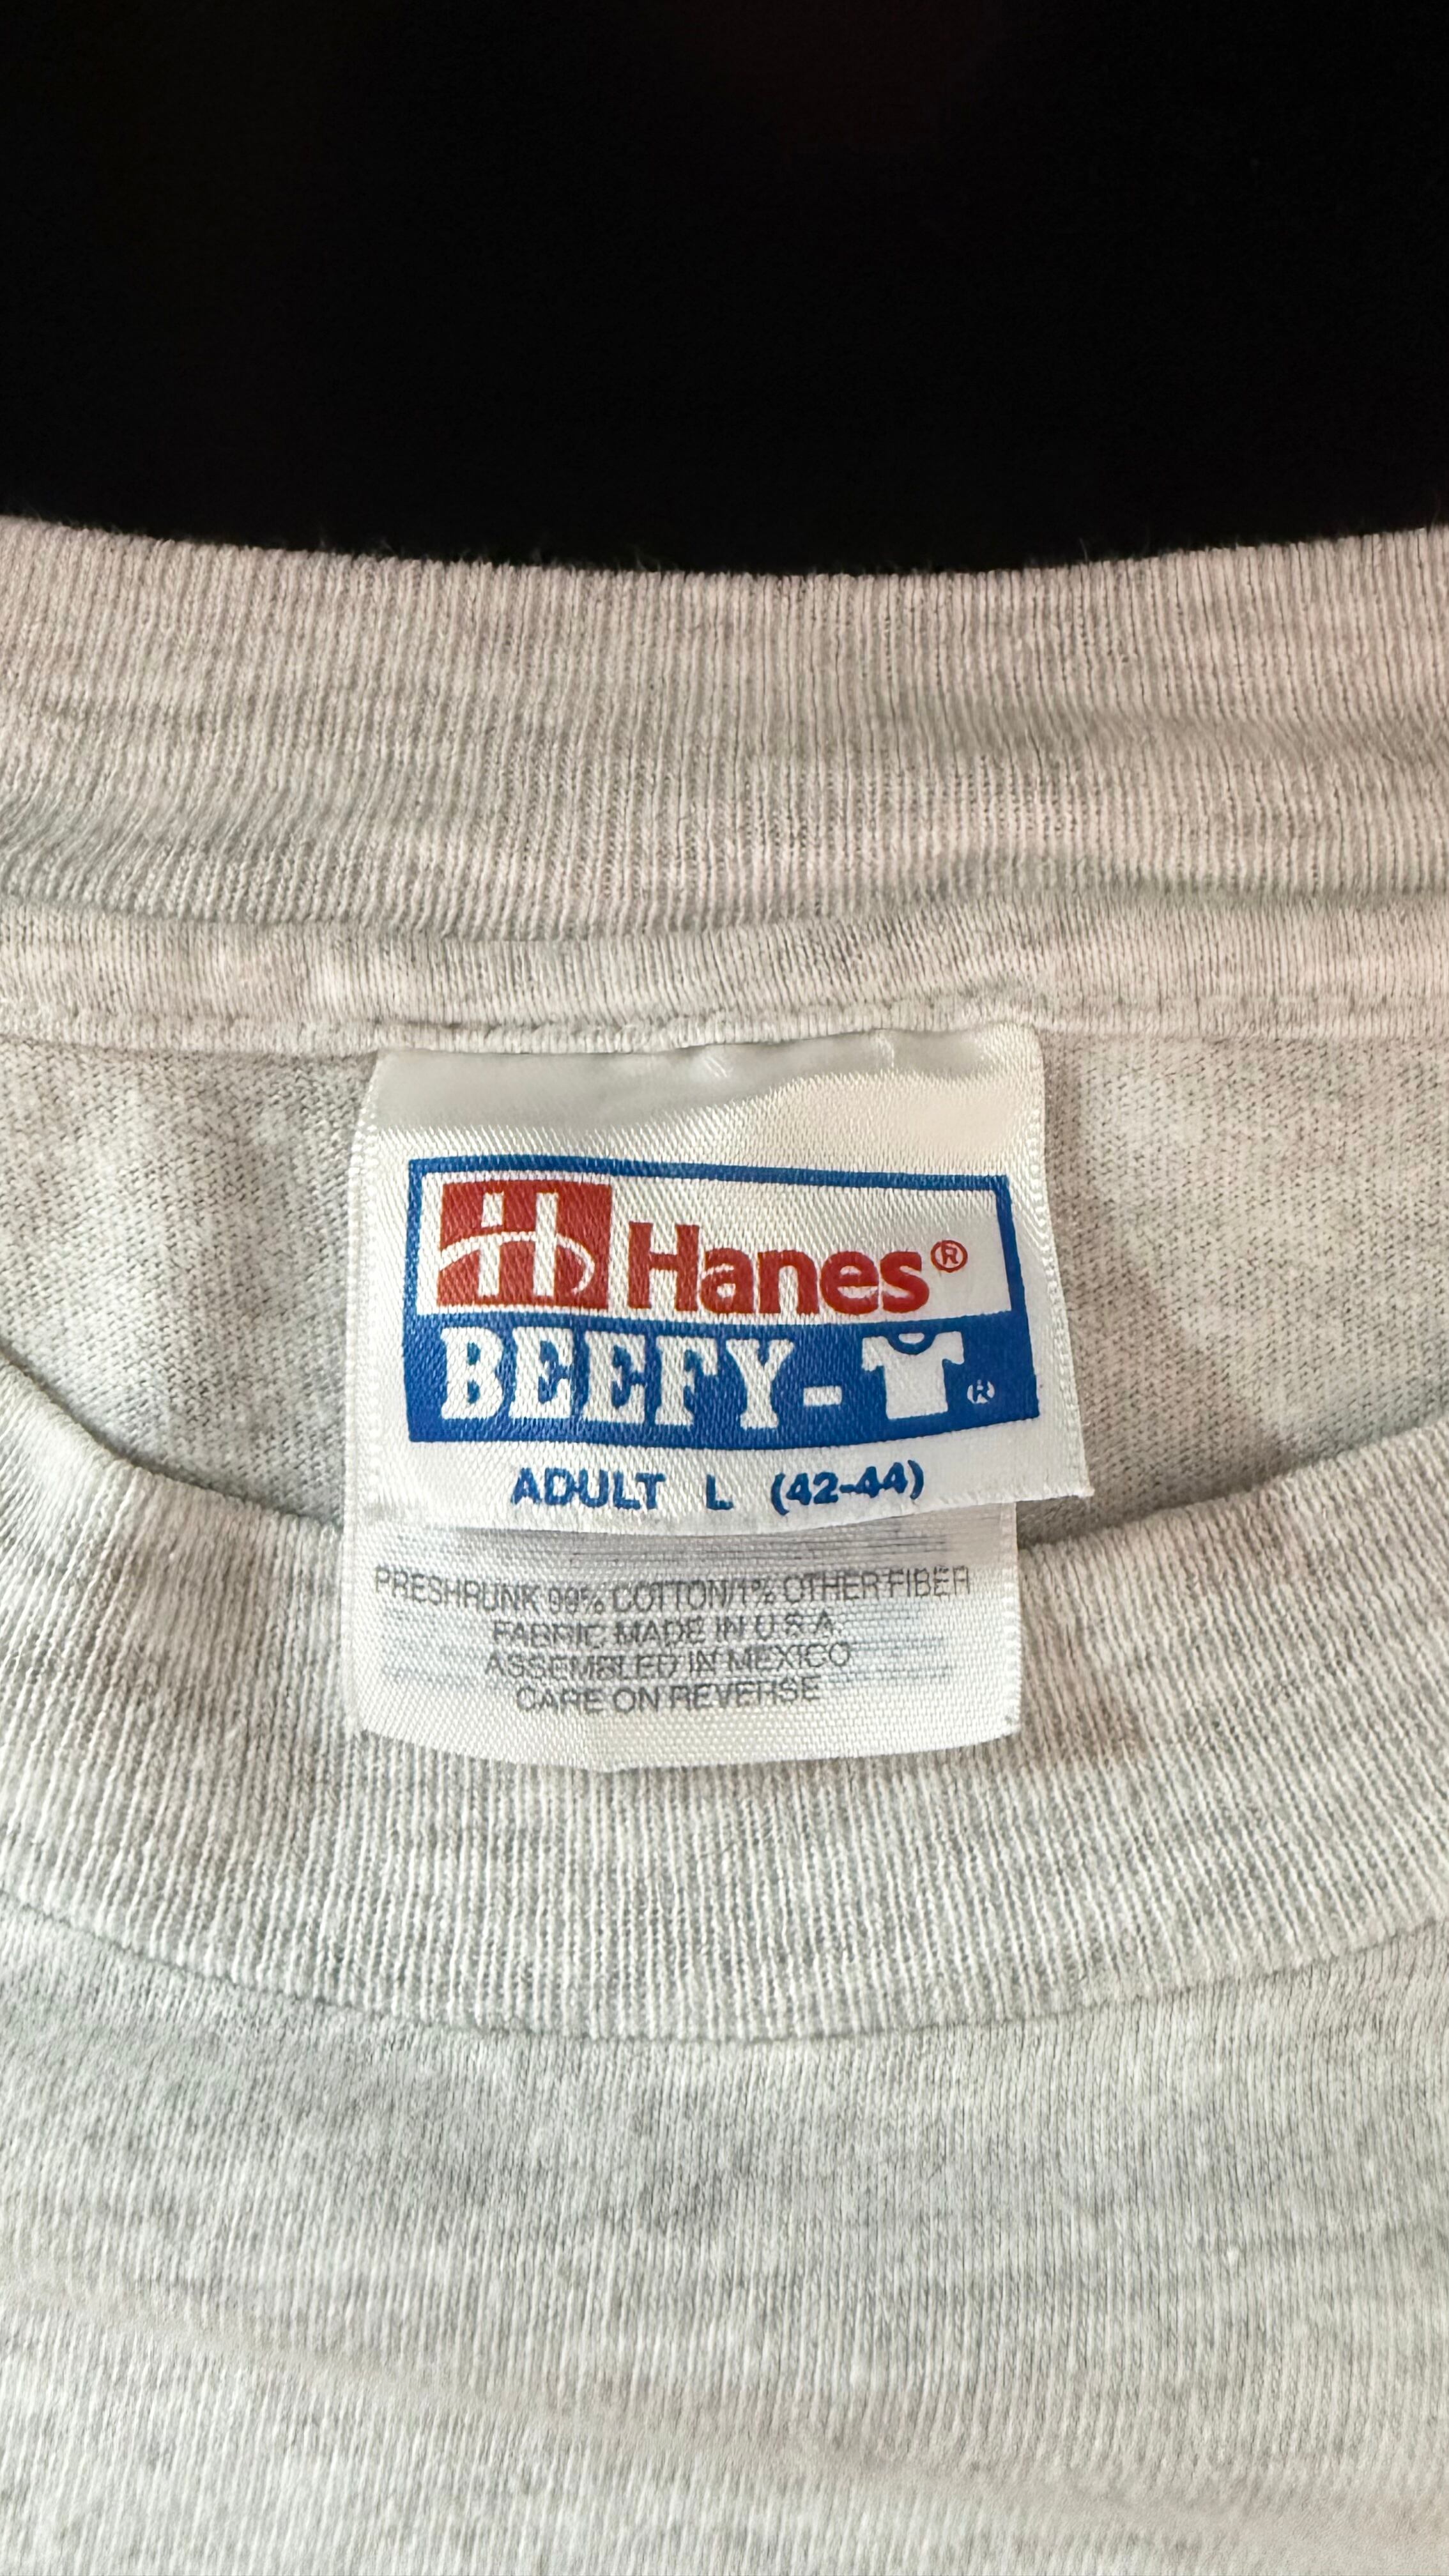 Hanes®
BEEFY-T®
ADULT L (42-44)
PRESHRUNK 99% COTTON/1% OTHER FIBER
FABRIC MADE IN U.S.A.
ASSEMBLED IN MEXICO
CARE ON REVERSE